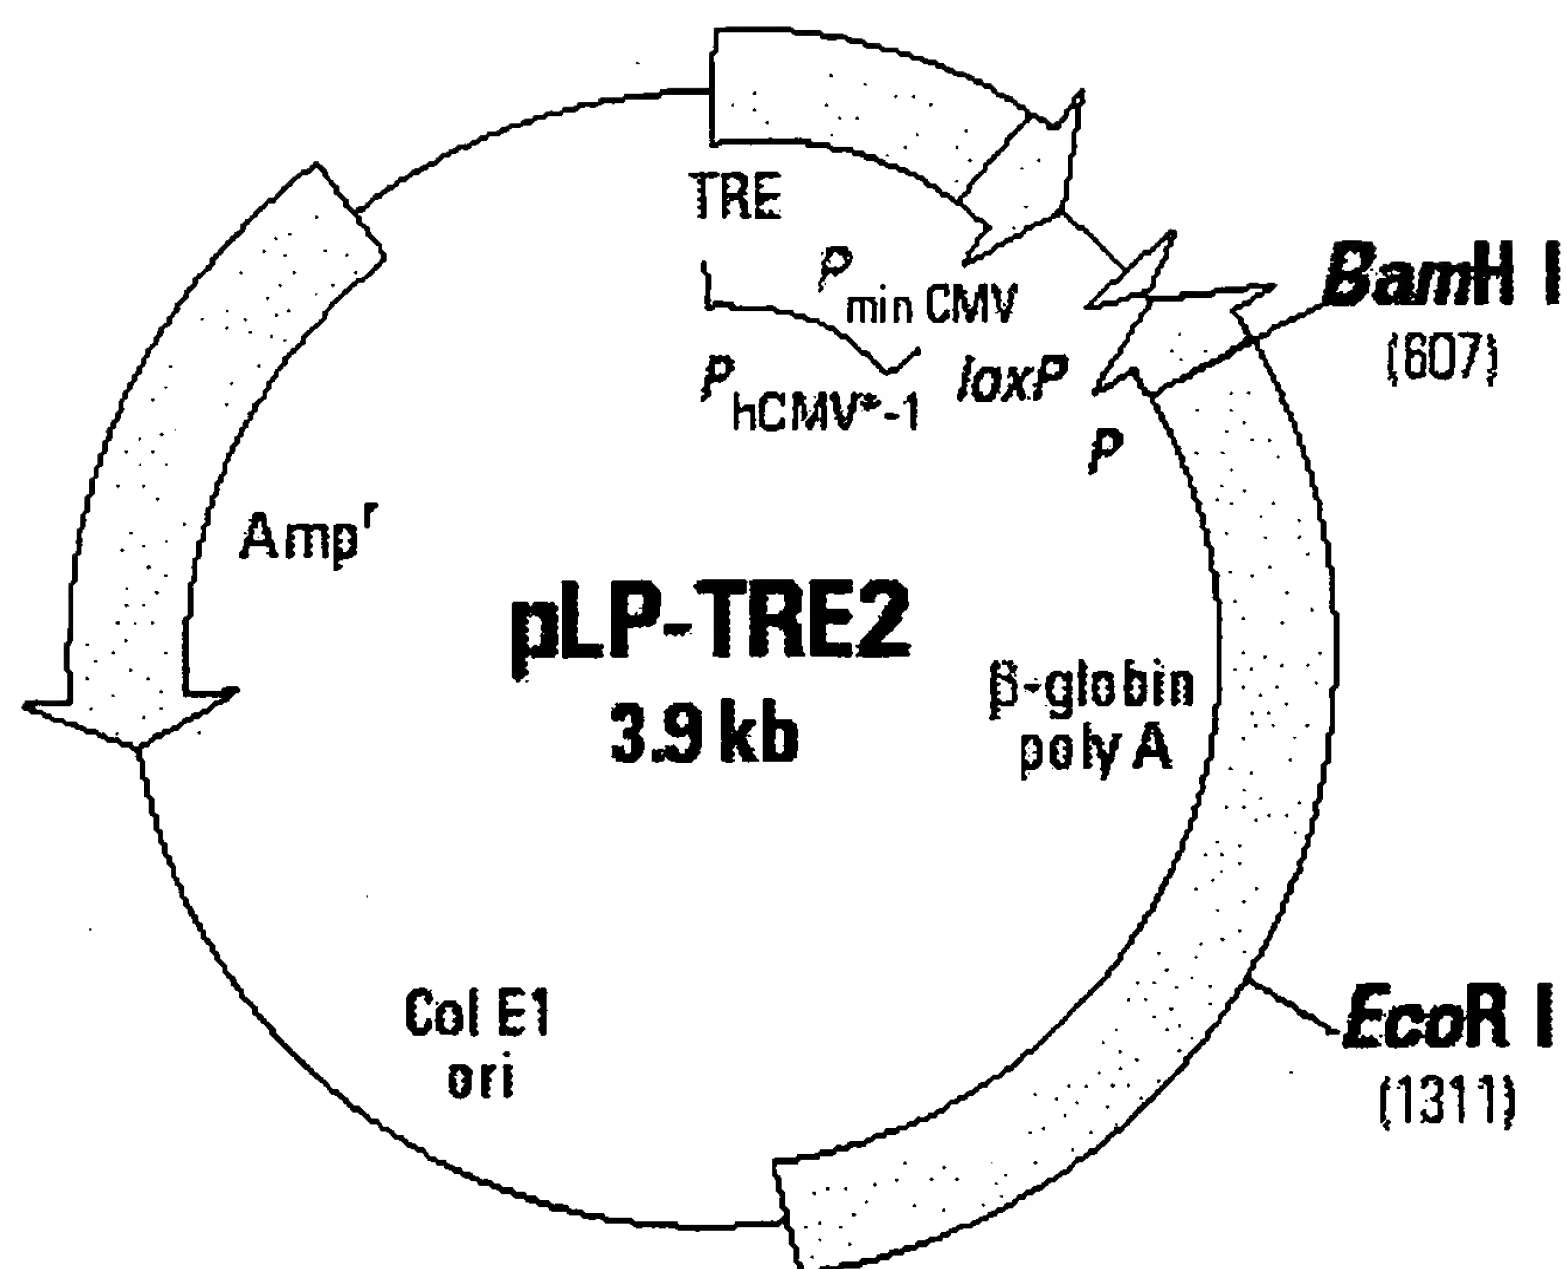 TRE
P min CMV
P hCMV*-1
loxP
P
BamH I
(607)
Ampʳ
pLP-TRE2
3.9 kb
β-globin
poly A
Col E1
ori
EcoR I
(1311)